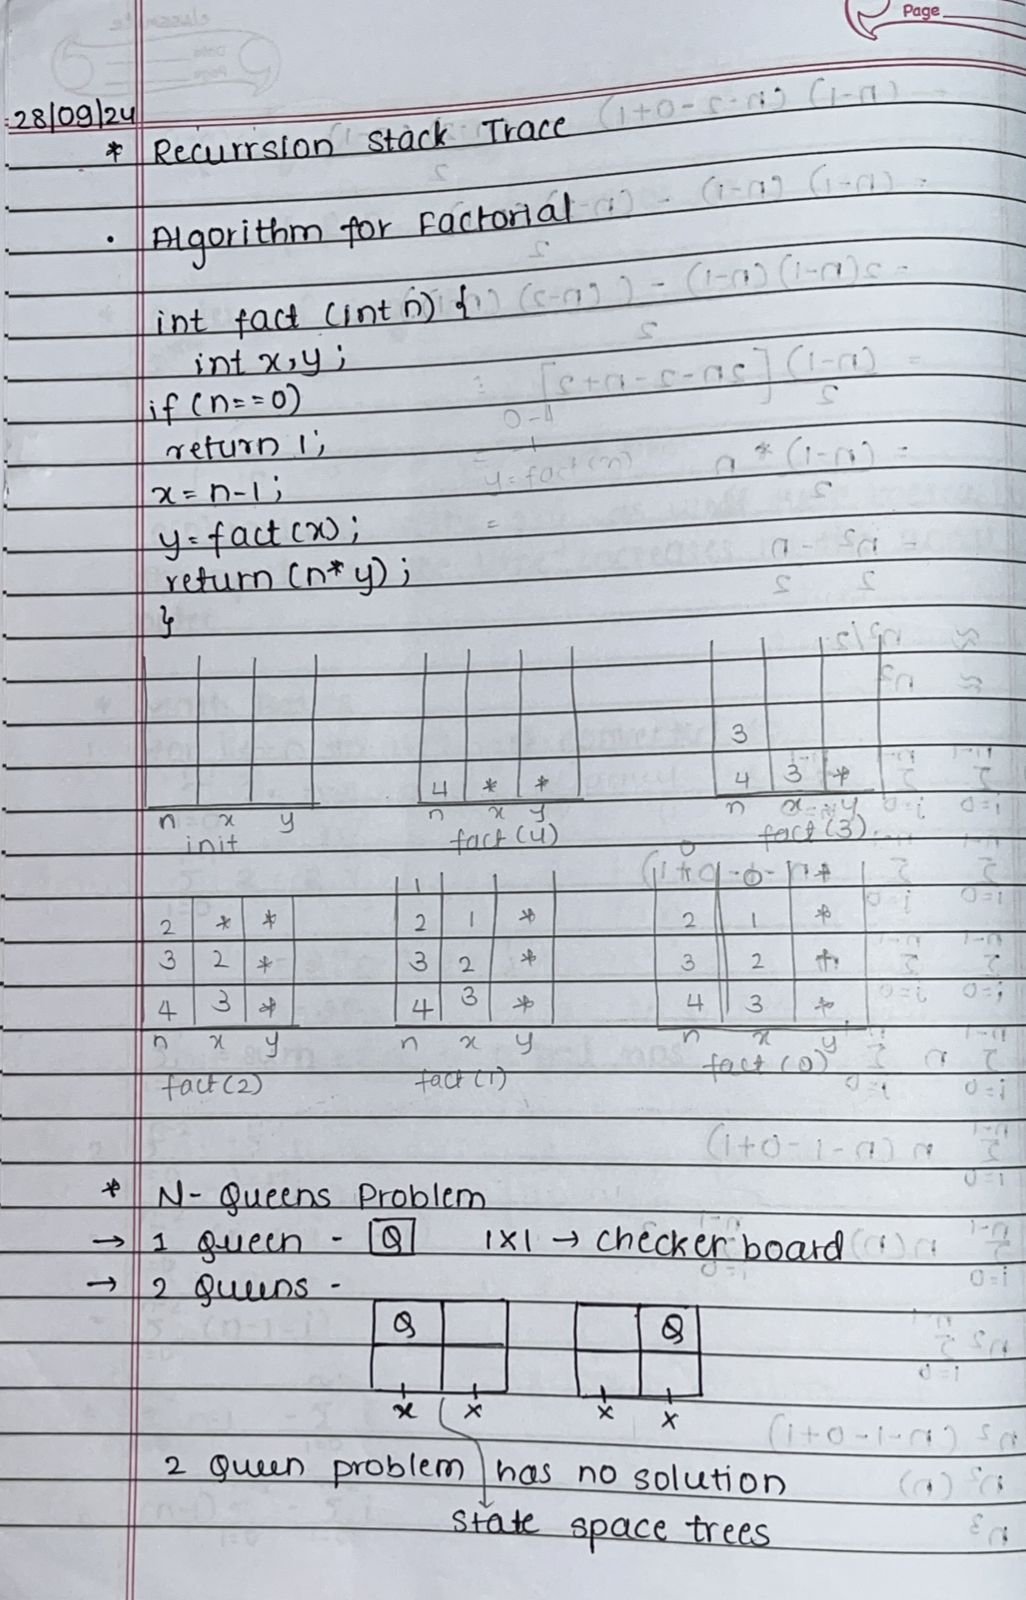 Page
28/09/24
* Recurrsion Stack Trace
. Algorithm for Factorial
int fact (int n) {
int x,y;
if (n==0)
return 1;
x = n-1;
y = fact(x);
return (n*y);
}
3
4 * * 4 3 *
n x y n x y n x y
init fact(4) fact(3)
1 0 * *
2 * * 2 1 * 2 1 *
3 2 * 3 2 * 3 2 *
4 3 * 4 3 * 4 3 *
n x y n x y n x y
fact(2) fact(1) fact(0)
* N- Queens Problem
→ 1 queen - Q 1x1 → checker board
→ 2 Queens -
Q Q
x x x x
2 Queen problem has no solution
state space trees